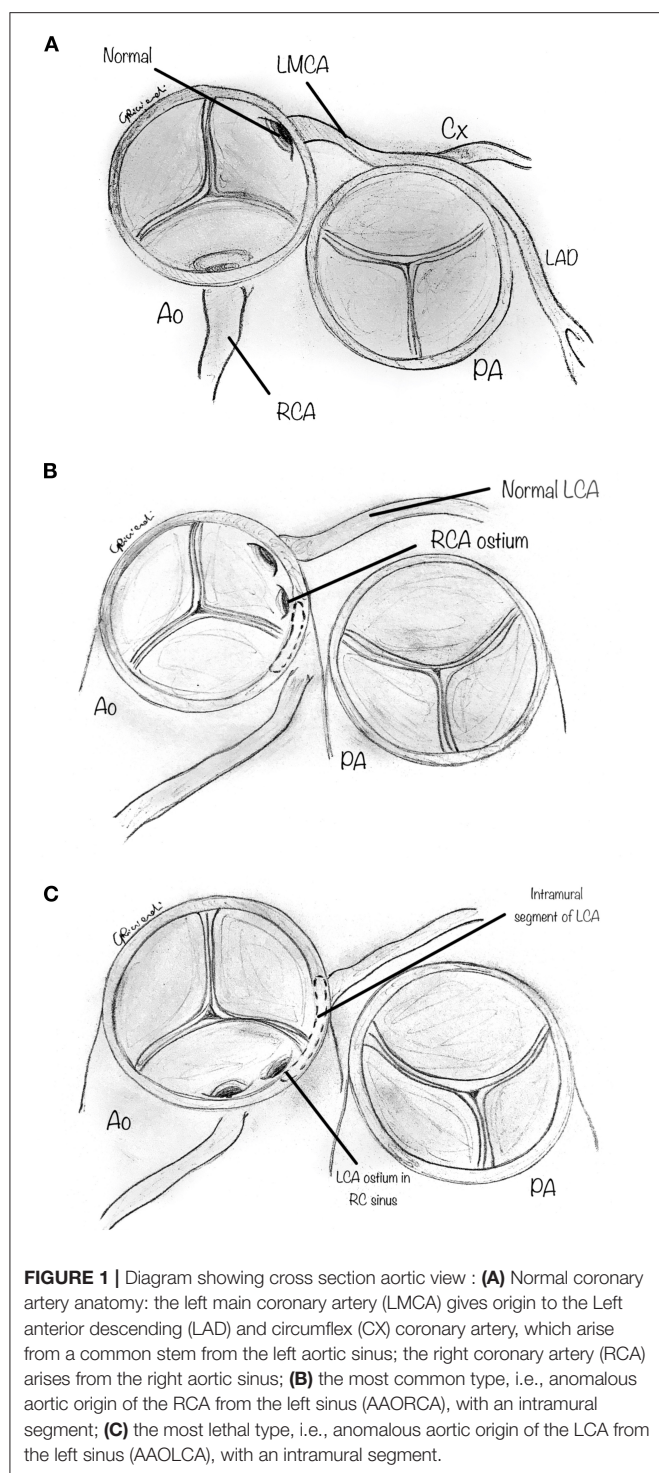 A
Normal
LMCA
Cx
LAD
Ao
PA
RCA
B
Normal LCA
RCA ostium
Ao
PA
C
Intramural
segment of LCA
Ao
LCA ostium in
RC sinus
PA
FIGURE 1 | Diagram showing cross section aortic view : (A) Normal coronary
artery anatomy: the left main coronary artery (LMCA) gives origin to the Left
anterior descending (LAD) and circumflex (CX) coronary artery, which arise
from a common stem from the left aortic sinus; the right coronary artery (RCA)
arises from the right aortic sinus; (B) the most common type, i.e., anomalous
aortic origin of the RCA from the left sinus (AAORCA), with an intramural
segment; (C) the most lethal type, i.e., anomalous aortic origin of the LCA from
the left sinus (AAOLCA), with an intramural segment.